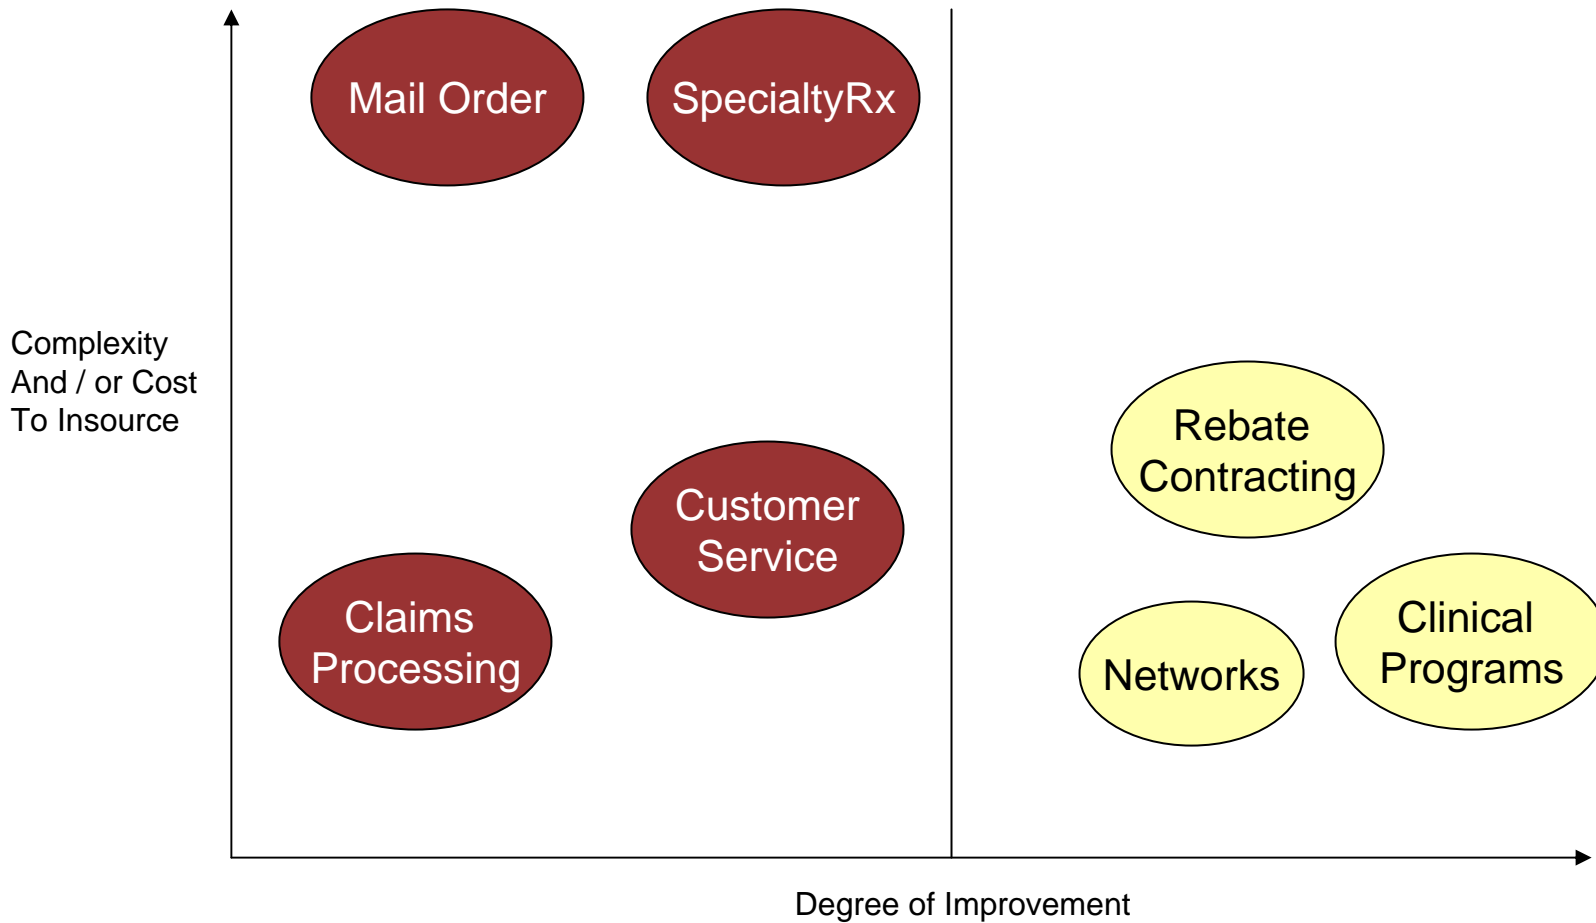 Mail Order
SpecialtyRx
Complexity
And / or Cost
To Insource
Rebate
Contracting
Customer
Service
Claims
Processing
Clinical
Programs
Networks
Degree of Improvement